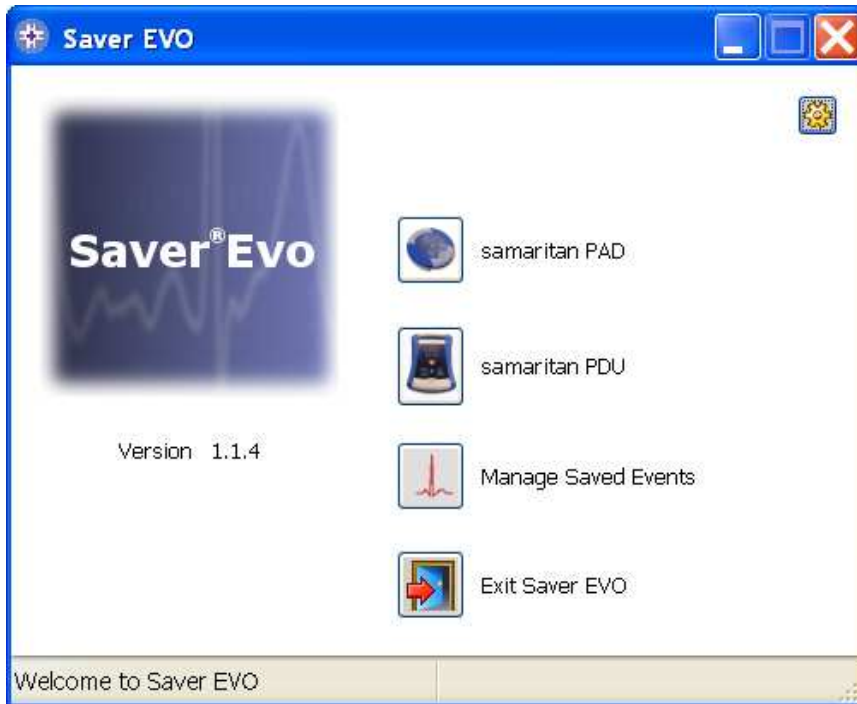 Saver EVO
Saver®Evo
samaritan PAD
samaritan PDU
Version 1.1.4
Manage Saved Events
Exit Saver EVO
Welcome to Saver EVO